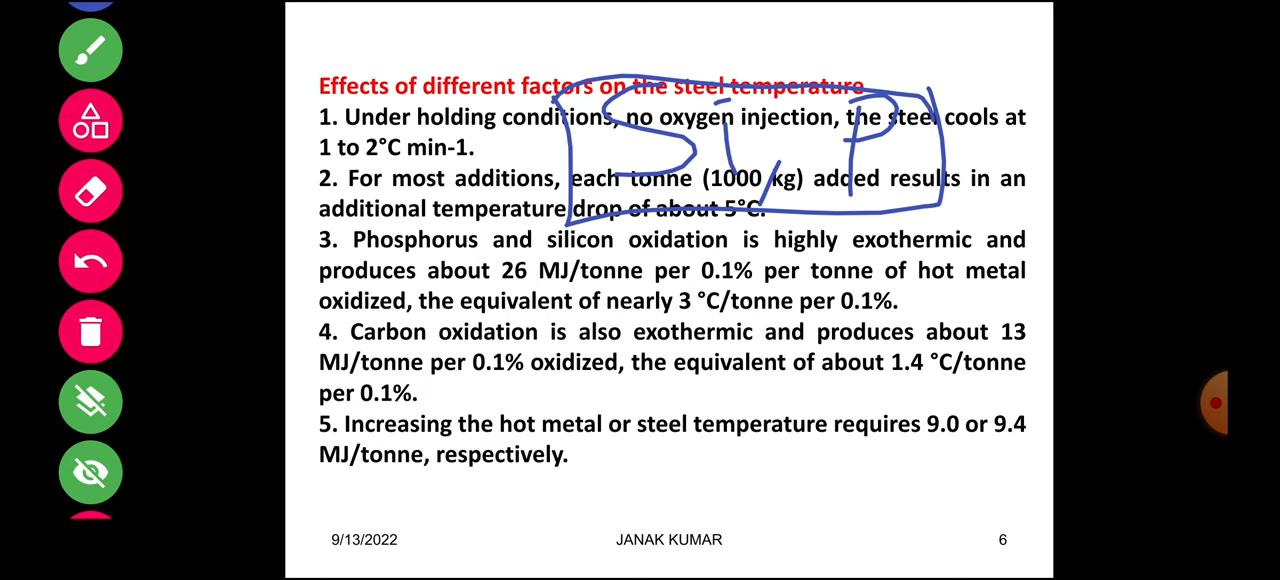 Effects of different factors on the steel temperature
1. Under holding conditions, no oxygen injection, the steel cools at
1 to 2°C min-1.
2. For most additions, each tonne (1000 kg) added results in an
additional temperature drop of about 5°C.
Si, P
3. Phosphorus and silicon oxidation is highly exothermic and
produces about 26 MJ/tonne per 0.1% per tonne of hot metal
oxidized, the equivalent of nearly 3 °C/tonne per 0.1%.
4. Carbon oxidation is also exothermic and produces about 13
MJ/tonne per 0.1% oxidized, the equivalent of about 1.4 °C/tonne
per 0.1%.
5. Increasing the hot metal or steel temperature requires 9.0 or 9.4
MJ/tonne, respectively.
9/13/2022 JANAK KUMAR 6